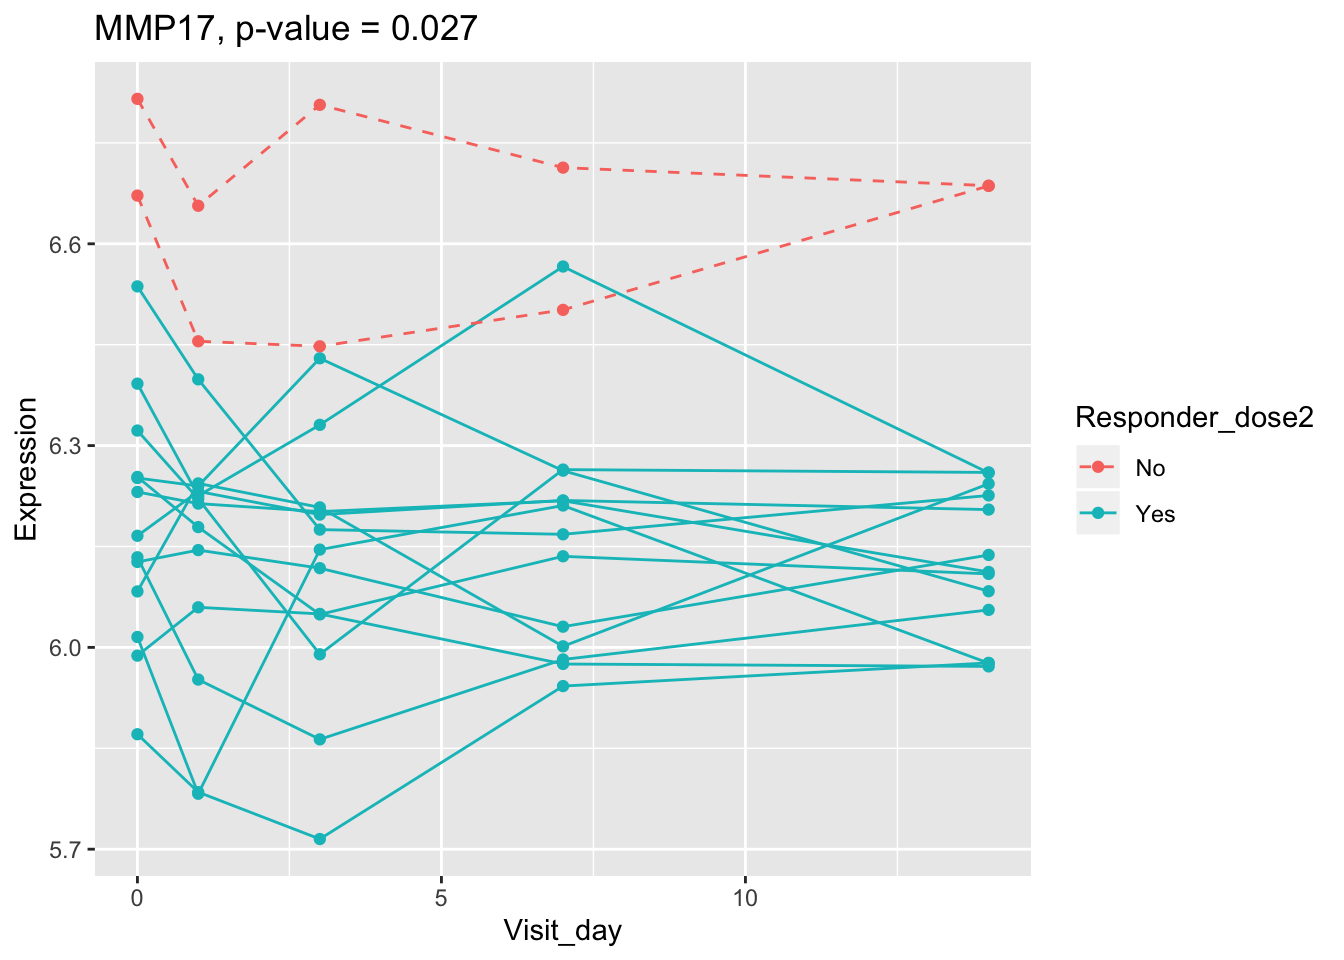 MMP17, p-value = 0.027
Expression
6.6
6.3
6.0
5.7
0
5
10
Visit_day
Responder_dose2
No
Yes